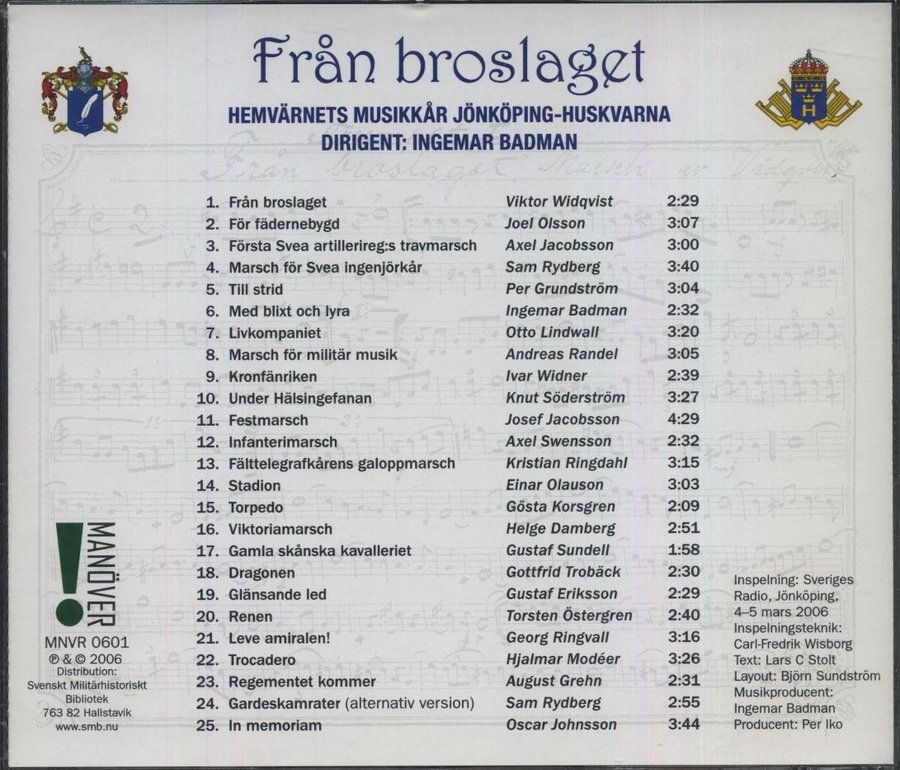 Från broslaget
HEMVÄRNETS MUSIKKÅR JÖNKÖPING-HUSKVARNA
DIRIGENT: INGEMAR BADMAN
Från broslaget Marsch av Vidqvist
1. Från broslaget Viktor Widqvist 2:29
2. För fädernebygd Joel Olsson 3:07
3. Första Svea artillerireg:s travmarsch Axel Jacobsson 3:00
4. Marsch för Svea ingenjörkår Sam Rydberg 3:40
5. Till strid Per Grundström 3:04
6. Med blixt och lyra Ingemar Badman 2:32
7. Livkompaniet Otto Lindwall 3:20
8. Marsch för militär musik Andreas Randel 3:05
9. Kronfänriken Ivar Widner 2:39
10. Under Hälsingefanan Knut Söderström 3:27
11. Festmarsch Josef Jacobsson 4:29
12. Infanterimarsch Axel Swensson 2:32
13. Fälttelegrafkårens galoppmarsch Kristian Ringdahl 3:15
14. Stadion Einar Olauson 3:03
15. Torpedo Gösta Korsgren 2:09
16. Viktoriamarsch Helge Damberg 2:51
17. Gamla skånska kavalleriet Gustaf Sundell 1:58
18. Dragonen Gottfrid Trobäck 2:30
19. Glänsande led Gustaf Eriksson 2:29
20. Renen Torsten Östergren 2:40
21. Leve amiralen! Georg Ringvall 3:16
22. Trocadero Hjalmar Modéer 3:26
23. Regementet kommer August Grehn 2:31
24. Gardeskamrater (alternativ version) Sam Rydberg 2:55
25. In memoriam Oscar Johnsson 3:44
MANÖVER
MNVR 0601
℗ & © 2006
Distribution:
Svenskt Militärhistoriskt
Bibliotek
763 82 Hallstavik
www.smb.nu
Inspelning: Sveriges
Radio, Jönköping,
4–5 mars 2006
Inspelningsteknik:
Carl-Fredrik Wisborg
Text: Lars C Stolt
Layout: Björn Sundström
Musikproducent:
Ingemar Badman
Producent: Per Iko
H